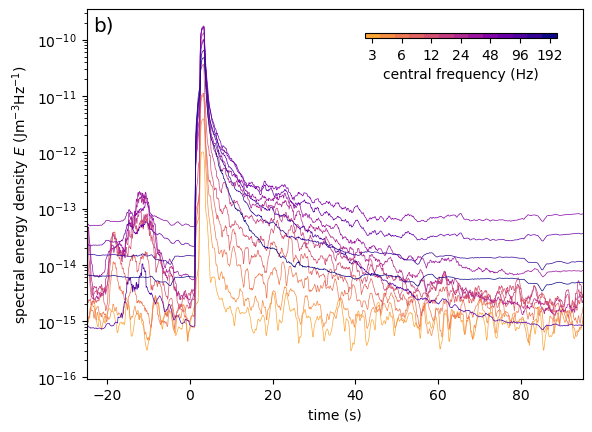 b)
3 6 12 24 48 96 192
central frequency (Hz)
spectral energy density E (Jm⁻³Hz⁻¹)
10⁻¹⁰
10⁻¹¹
10⁻¹²
10⁻¹³
10⁻¹⁴
10⁻¹⁵
10⁻¹⁶
−20 0 20 40 60 80
time (s)